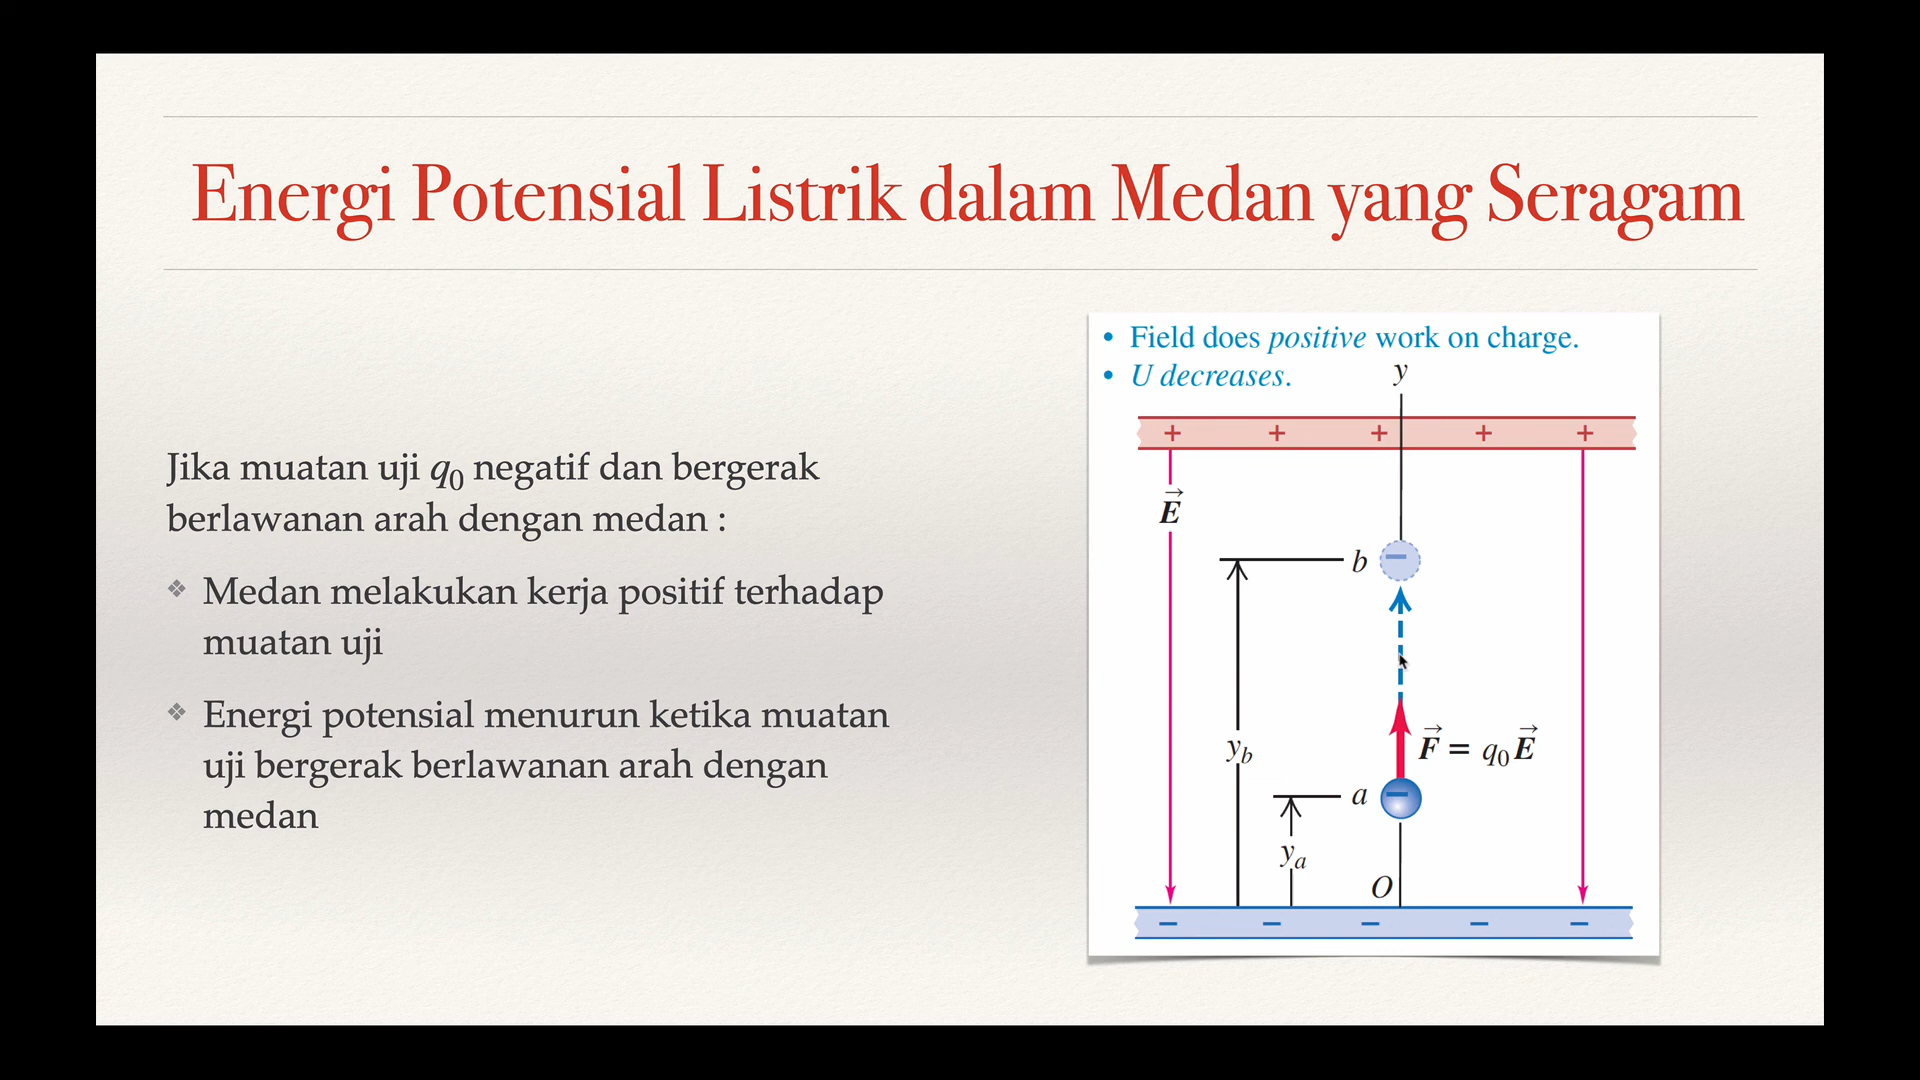 Energi Potensial Listrik dalam Medan yang Seragam
Jika muatan uji q₀ negatif dan bergerak
berlawanan arah dengan medan :
❖ Medan melakukan kerja positif terhadap
muatan uji
❖ Energi potensial menurun ketika muatan
uji bergerak berlawanan arah dengan
medan
• Field does positive work on charge.
• U decreases.
y
+ + + + +
E⃗
b −
y_b
F⃗ = q₀E⃗
a −
y_a
O
− − − − −